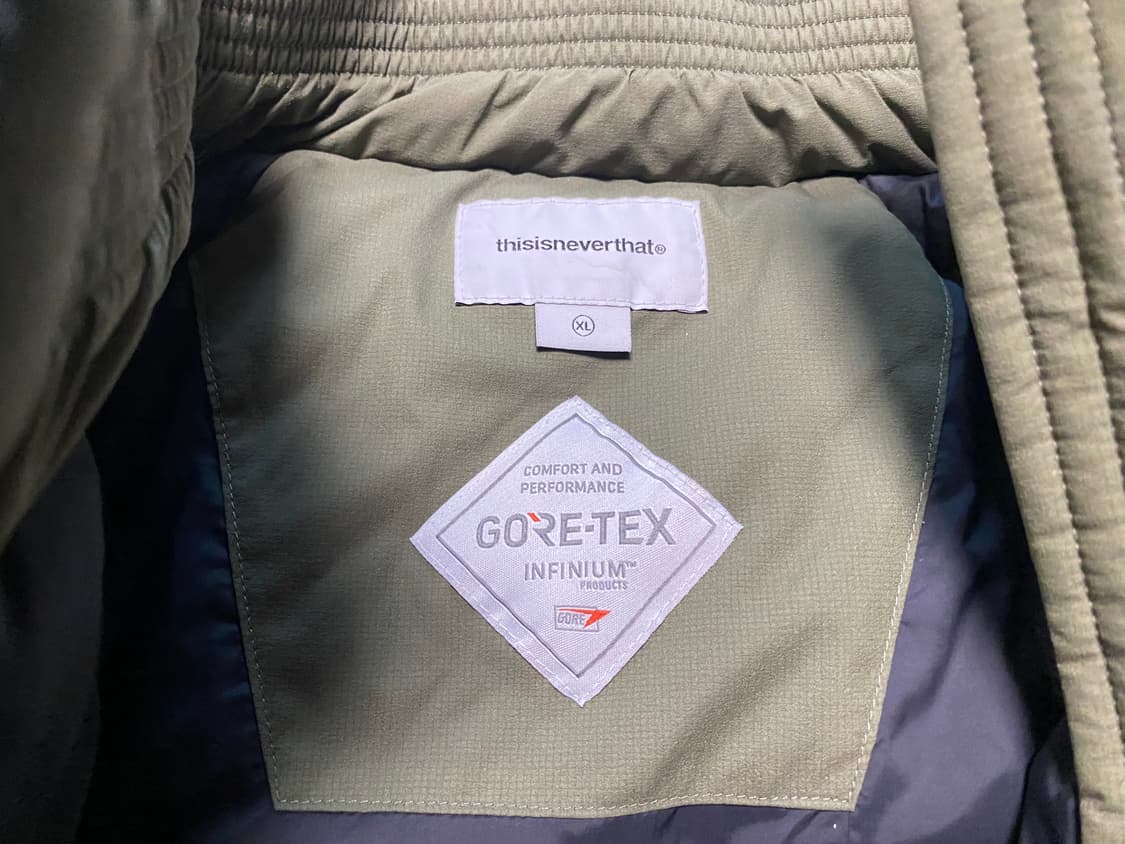 thisisneverthat®
XL
COMFORT AND
PERFORMANCE
GORE-TEX
INFINIUM™
PRODUCTS
GORE